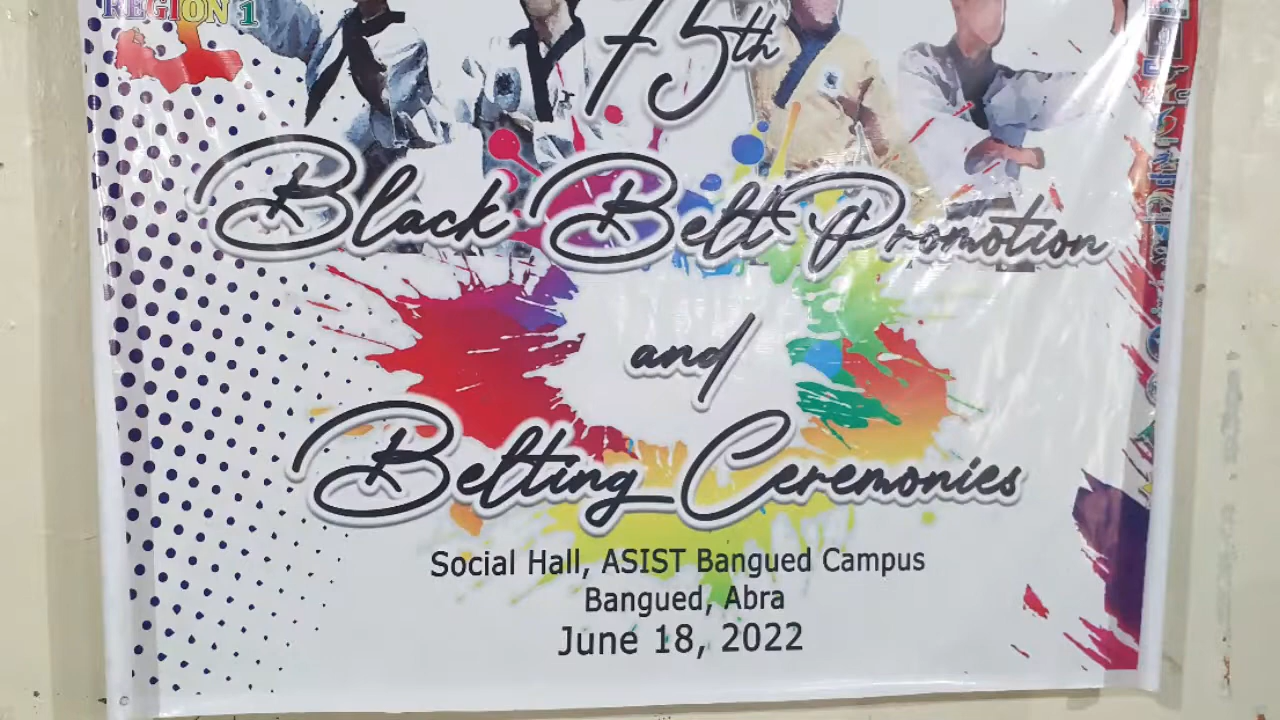 REGION 1
75th
Black Belt Promotion
and
Belting Ceremonies
Social Hall, ASIST Bangued Campus
Bangued, Abra
June 18, 2022